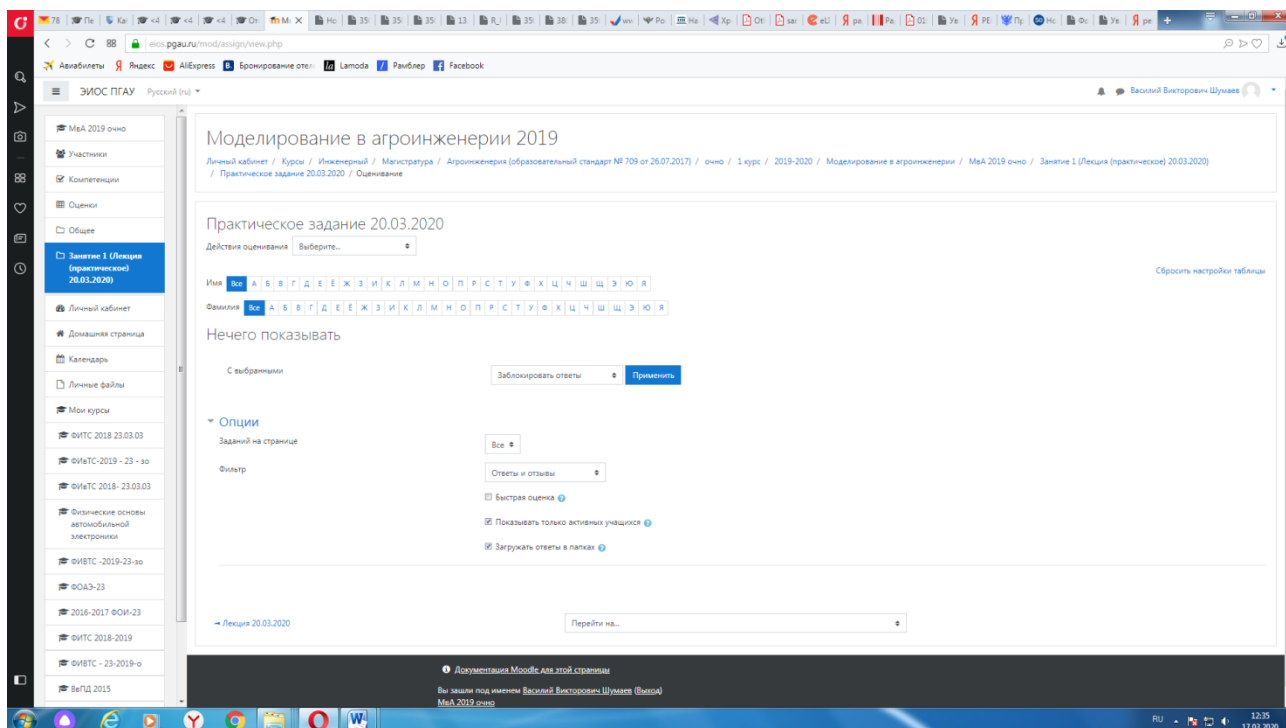 78
eios.pgau.ru/mod/assign/view.php
88
Авиабилеты Яндекс AliExpress Бронирование отел Lamoda Рамблер Facebook
ЭИОС ПГАУ Русский (ru)
Василий Викторович Шумаев
МвА 2019 очно
Участники
Компетенции
Оценки
Общее
Занятие 1 (Лекция
(практическое)
20.03.2020)
Личный кабинет
Домашняя страница
Календарь
Личные файлы
Мои курсы
ФИТС 2018 23.03.03
ФИвТС-2019 - 23 - зо
ФИвТС 2018- 23.03.03
Физические основы
автомобильной
электроники
ФИВТС -2019-23-зо
ФОАЭ-23
2016-2017 ФОИ-23
ФИТС 2018-2019
ФИВТС - 23-2019-о
ВвПД 2015
Моделирование в агроинженерии 2019
Личный кабинет / Курсы / Инженерный / Магистратура / Агроинженерия (образовательный стандарт № 709 от 26.07.2017) / очно / 1 курс / 2019-2020 / Моделирование в агроинженерии / МвА 2019 очно / Занятие 1 (Лекция (практическое) 20.03.2020)
/ Практическое задание 20.03.2020 / Оценивание
Практическое задание 20.03.2020
Действия оценивания Выберите...
Сбросить настройки таблицы
Имя Все А Б В Г Д Е Ё Ж З И К Л М Н О П Р С Т У Ф Х Ц Ч Ш Щ Э Ю Я
Фамилия Все А Б В Г Д Е Ё Ж З И К Л М Н О П Р С Т У Ф Х Ц Ч Ш Щ Э Ю Я
Нечего показывать
С выбранными Заблокировать ответы Применить
Опции
Заданий на странице Все
Фильтр Ответы и отзывы
Быстрая оценка
Показывать только активных учащихся
Загружать ответы в папках
→ Лекция 20.03.2020 Перейти на...
Документация Moodle для этой страницы
Вы зашли под именем Василий Викторович Шумаев (Выход)
МвА 2019 очно
RU 12:35
17.03.2020